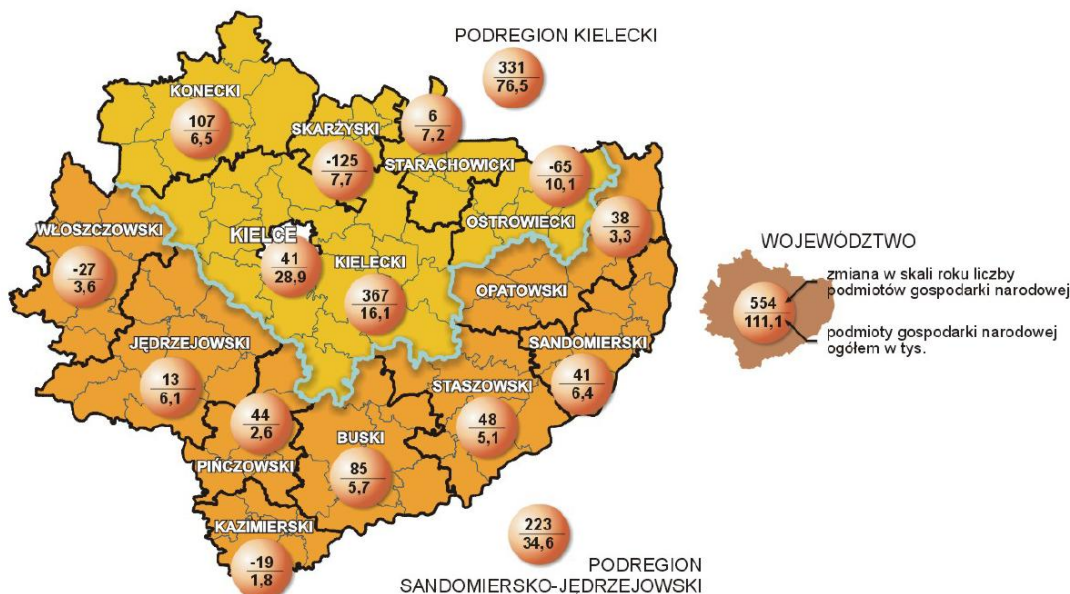 PODREGION KIELECKI
331
76,5
KONECKI
107
6,5
SKARŻYSKI
-125
7,7
6
7,2
STARACHOWICKI
-65
10,1
OSTROWIECKI
WŁOSZCZOWSKI
-27
3,6
KIELCE
41
28,9
KIELECKI
367
16,1
38
3,3
OPATOWSKI
WOJEWÓDZTWO
554
111,1
zmiana w skali roku liczby
podmiotów gospodarki narodowej
podmioty gospodarki narodowej
ogółem w tys.
JĘDRZEJOWSKI
13
6,1
SANDOMIERSKI
41
6,4
STASZOWSKI
48
5,1
44
2,6
PIŃCZOWSKI
BUSKI
85
5,7
KAZIMIERSKI
-19
1,8
223
34,6
PODREGION
SANDOMIERSKO-JĘDRZEJOWSKI